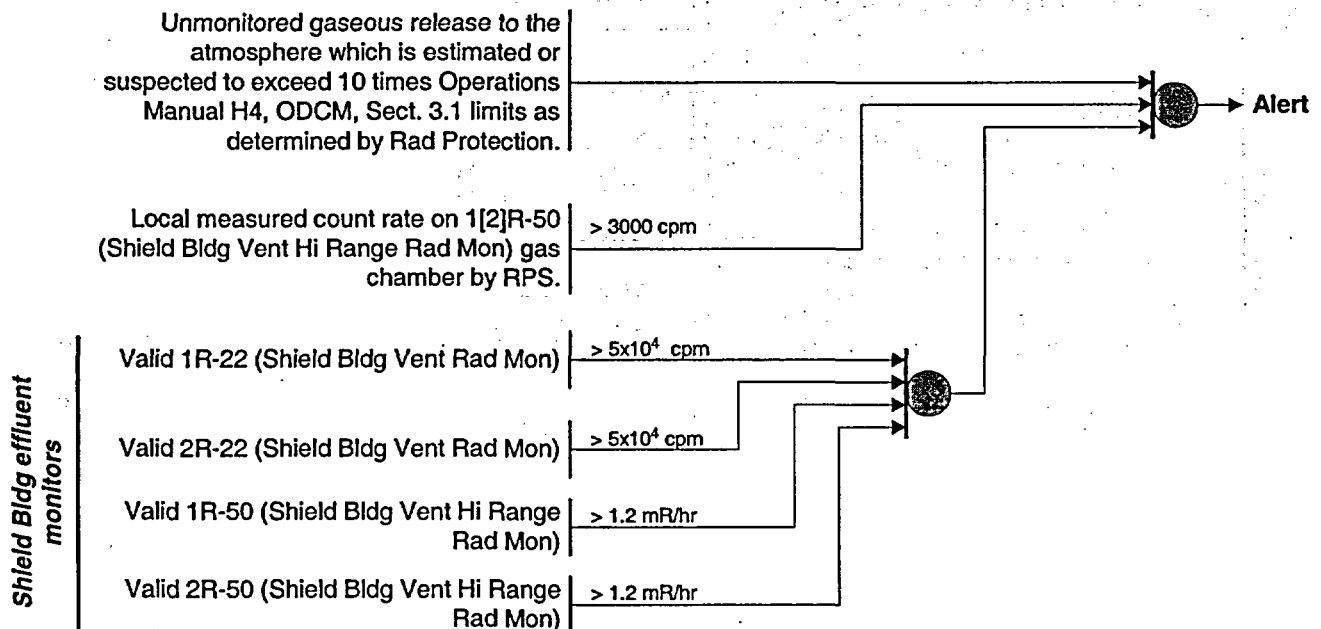 Unmonitored gaseous release to the
atmosphere which is estimated or
suspected to exceed 10 times Operations
Manual H4, ODCM, Sect. 3.1 limits as
determined by Rad Protection.
Alert
Local measured count rate on 1[2]R-50
(Shield Bldg Vent Hi Range Rad Mon) gas
chamber by RPS.
> 3000 cpm
Shield Bldg effluent
monitors
Valid 1R-22 (Shield Bldg Vent Rad Mon)
> 5x10⁴ cpm
Valid 2R-22 (Shield Bldg Vent Rad Mon)
> 5x10⁴ cpm
Valid 1R-50 (Shield Bldg Vent Hi Range
Rad Mon)
> 1.2 mR/hr
Valid 2R-50 (Shield Bldg Vent Hi Range
Rad Mon)
> 1.2 mR/hr